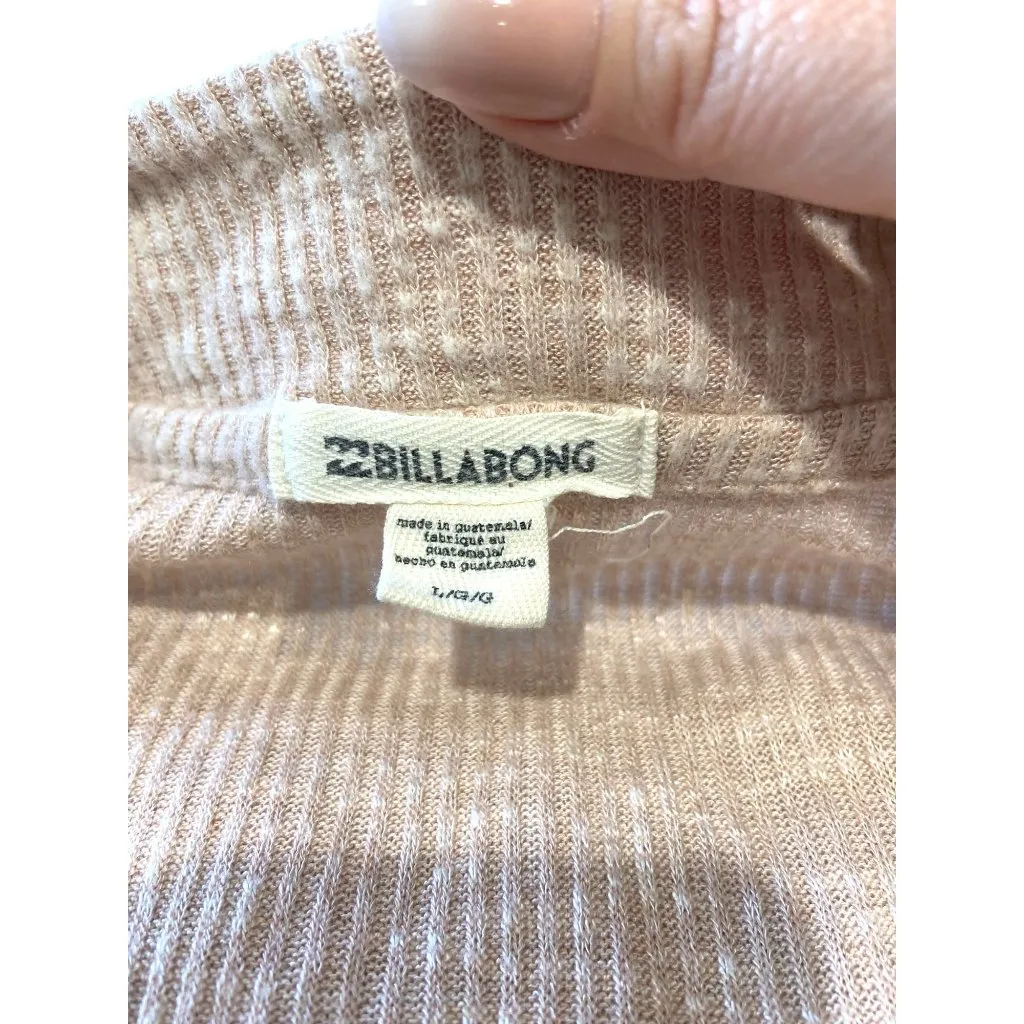 BILLABONG
made in guatemala/
fabriqué au
guatemala/
hecho en guatemala
L/G/G